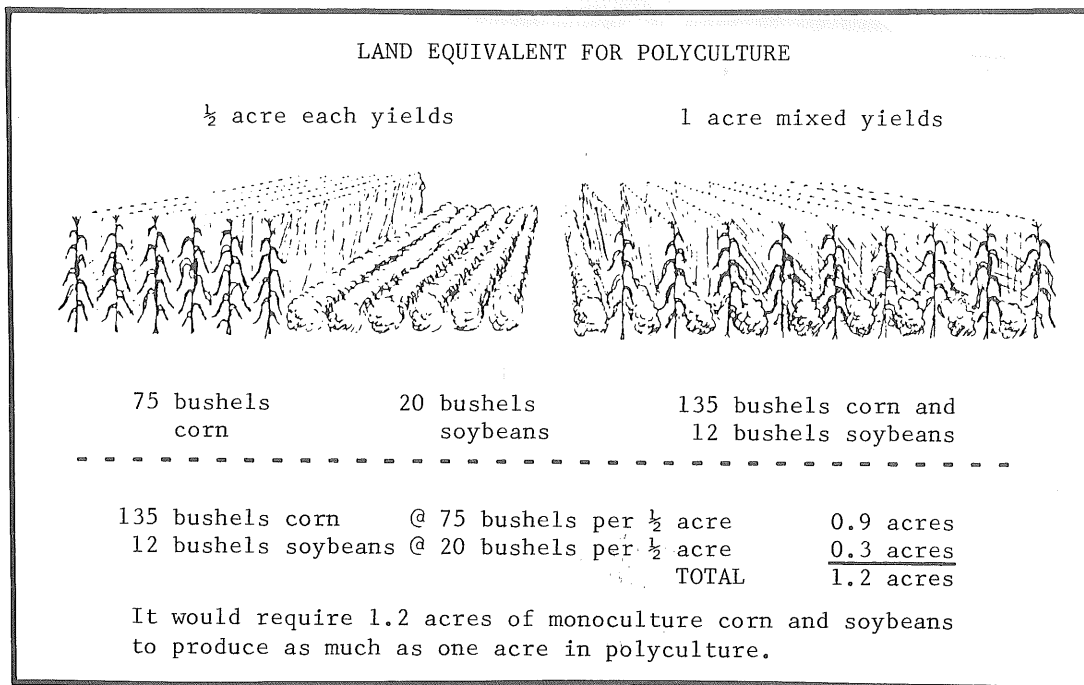 LAND EQUIVALENT FOR POLYCULTURE
½ acre each yields
1 acre mixed yields
75 bushels corn
20 bushels soybeans
135 bushels corn and
12 bushels soybeans
135 bushels corn @ 75 bushels per ½ acre 0.9 acres
12 bushels soybeans @ 20 bushels per ½ acre 0.3 acres
TOTAL 1.2 acres
It would require 1.2 acres of monoculture corn and soybeans
to produce as much as one acre in polyculture.